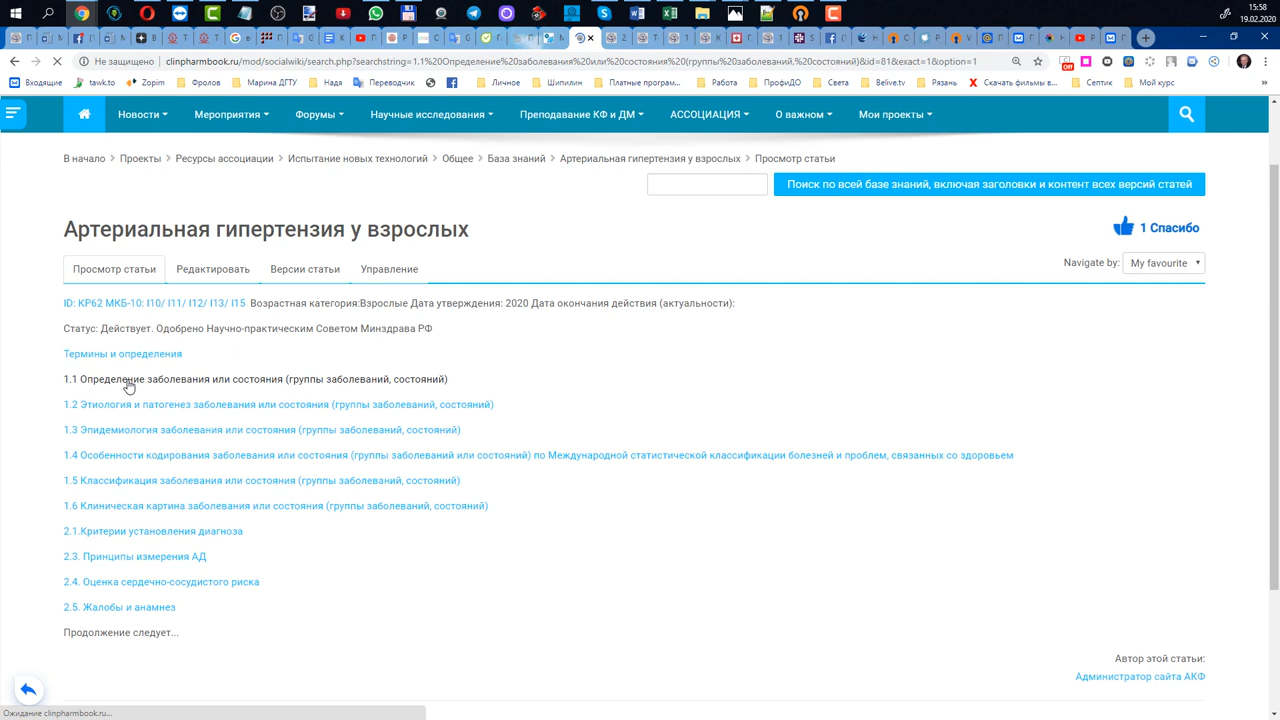 15:58
19.02.2020
Не защищено
clinpharmbook.ru/mod/socialwiki/search.php?searchstring=1.1%20Определение%20заболевания%20или%20состояния%20(группы%20заболеваний,%20состояний)&id=81&exact=1&option=1
Входящие tawk.to Zopim Фролов Марина ДГТУ Надя Переводчик Личное Шипилин Платные програм... Работа ПрофиДО Света Belive.tv Рязань Скачать фильмы в... Септик Мой курс
Новости Мероприятия Форумы Научные исследования Преподавание КФ и ДМ АССОЦИАЦИЯ О важном Мои проекты
В начало Проекты Ресурсы ассоциации Испытание новых технологий Общее База знаний Артериальная гипертензия у взрослых Просмотр статьи
Поиск по всей базе знаний, включая заголовки и контент всех версий статей
Артериальная гипертензия у взрослых
1 Спасибо
Просмотр статьи Редактировать Версии статьи Управление
Navigate by: My favourite
ID: КР62 МКБ-10: I10/ I11/ I12/ I13/ I15 Возрастная категория:Взрослые Дата утверждения: 2020 Дата окончания действия (актуальности):
Статус: Действует. Одобрено Научно-практическим Советом Минздрава РФ
Термины и определения
1.1 Определение заболевания или состояния (группы заболеваний, состояний)
1.2 Этиология и патогенез заболевания или состояния (группы заболеваний, состояний)
1.3 Эпидемиология заболевания или состояния (группы заболеваний, состояний)
1.4 Особенности кодирования заболевания или состояния (группы заболеваний или состояний) по Международной статистической классификации болезней и проблем, связанных со здоровьем
1.5 Классификация заболевания или состояния (группы заболеваний, состояний)
1.6 Клиническая картина заболевания или состояния (группы заболеваний, состояний)
2.1.Критерии установления диагноза
2.3. Принципы измерения АД
2.4. Оценка сердечно-сосудистого риска
2.5. Жалобы и анамнез
Продолжение следует...
Автор этой статьи:
Администратор сайта АКФ
Ожидание clinpharmbook.ru...